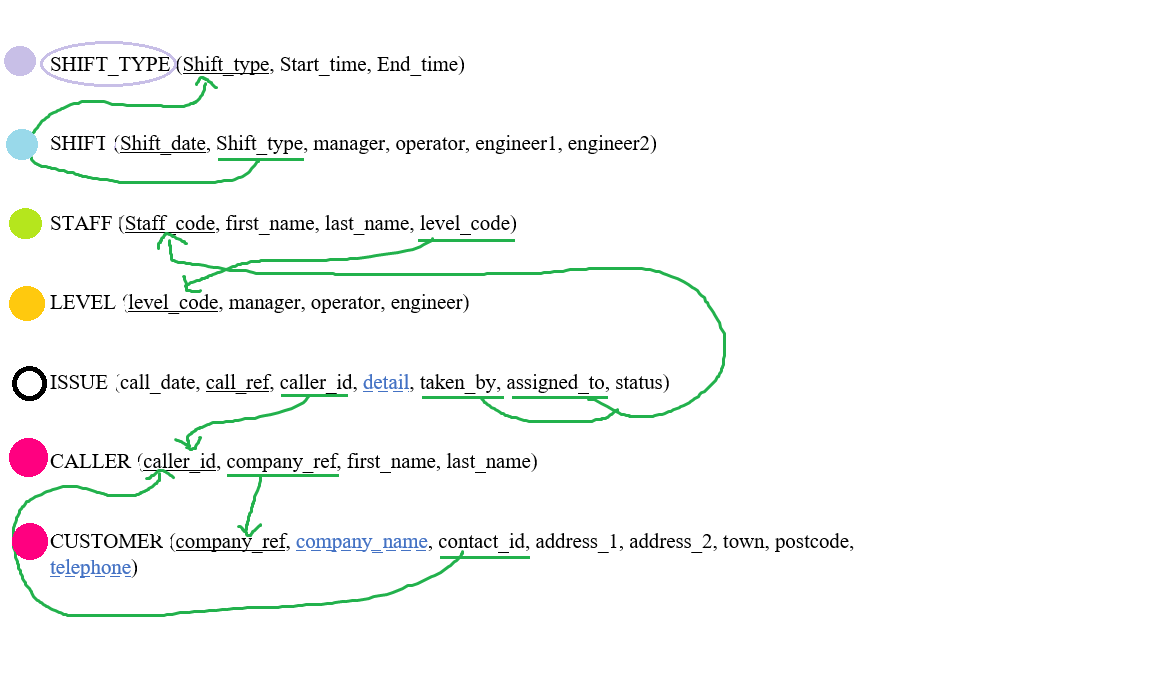 SHIFT_TYPE (Shift_type, Start_time, End_time)
SHIFT (Shift_date, Shift_type, manager, operator, engineer1, engineer2)
STAFF (Staff_code, first_name, last_name, level_code)
LEVEL (level_code, manager, operator, engineer)
ISSUE (call_date, call_ref, caller_id, detail, taken_by, assigned_to, status)
CALLER (caller_id, company_ref, first_name, last_name)
CUSTOMER (company_ref, company_name, contact_id, address_1, address_2, town, postcode,
telephone)